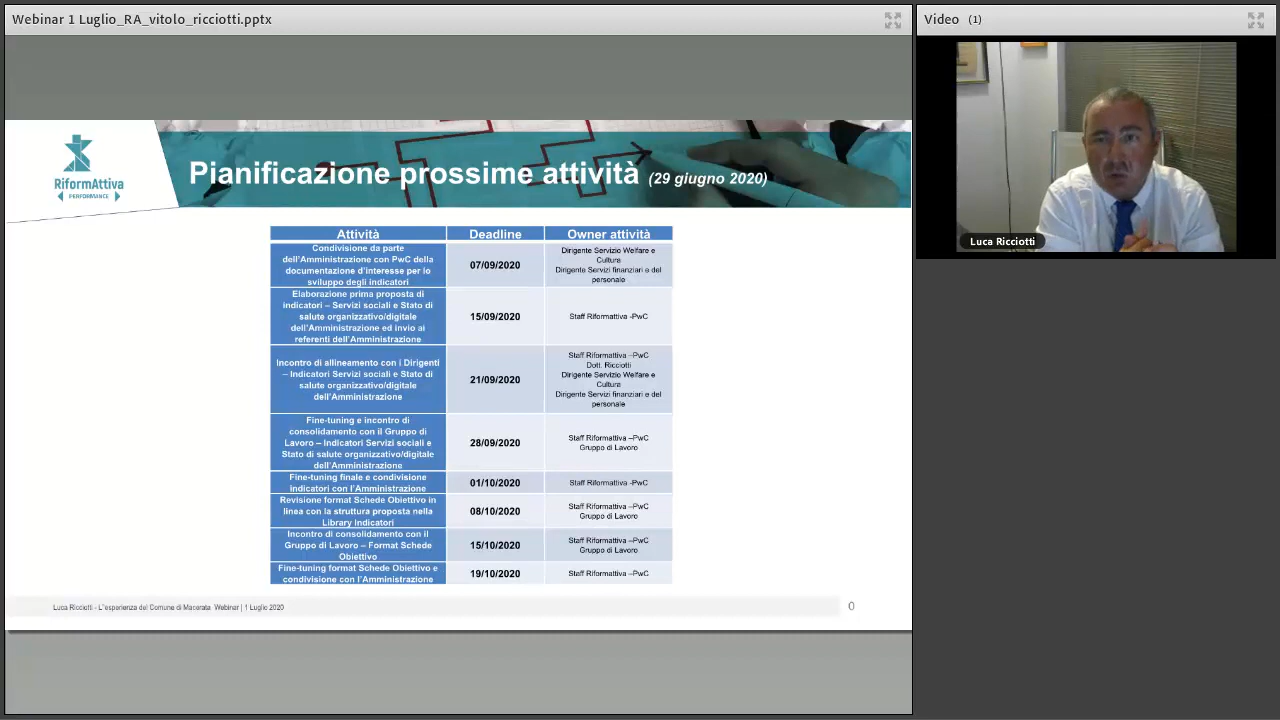 Webinar 1 Luglio_RA_vitolo_ricciotti.pptx
Video (1)
Luca Ricciotti
RiformAttiva
PERFORMANCE
Pianificazione prossime attività (29 giugno 2020)
Attività Deadline Owner attività
Condivisione da parte
dell'Amministrazione con PwC della
documentazione d'interesse per lo
sviluppo degli indicatori
07/09/2020
Dirigente Servizio Welfare e
Cultura
Dirigente Servizi finanziari e del
personale
Elaborazione prima proposta di
indicatori – Servizi sociali e Stato di
salute organizzativo/digitale
dell'Amministrazione ed invio ai
referenti dell'Amministrazione
15/09/2020
Staff Riformattiva -PwC
Incontro di allineamento con i Dirigenti
– Indicatori Servizi sociali e Stato di
salute organizzativo/digitale
dell'Amministrazione
21/09/2020
Staff Riformattiva –PwC
Dott. Ricciotti
Dirigente Servizio Welfare e
Cultura
Dirigente Servizi finanziari e del
personale
Fine-tuning e incontro di
consolidamento con il Gruppo di
Lavoro – Indicatori Servizi sociali e
Stato di salute organizzativo/digitale
dell'Amministrazione
28/09/2020
Staff Riformattiva –PwC
Gruppo di Lavoro
Fine-tuning finale e condivisione
indicatori con l'Amministrazione
01/10/2020
Staff Riformattiva -PwC
Revisione format Schede Obiettivo in
linea con la struttura proposta nella
Library Indicatori
08/10/2020
Staff Riformattiva –PwC
Gruppo di Lavoro
Incontro di consolidamento con il
Gruppo di Lavoro – Format Schede
Obiettivo
15/10/2020
Staff Riformattiva –PwC
Gruppo di Lavoro
Fine-tuning format Schede Obiettivo e
condivisione con l'Amministrazione
19/10/2020
Staff Riformattiva –PwC
Luca Ricciotti - L'esperienza del Comune di Macerata Webinar | 1 Luglio 2020
0